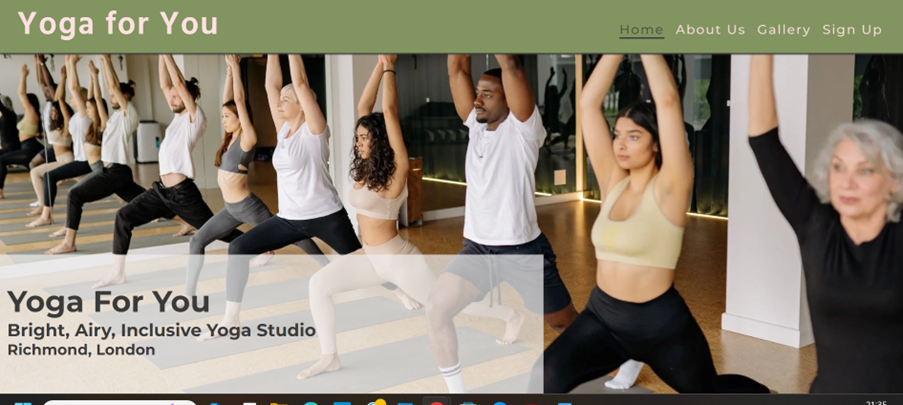 Yoga for You
Home About Us Gallery Sign Up
Yoga For You
Bright, Airy, Inclusive Yoga Studio
Richmond, London